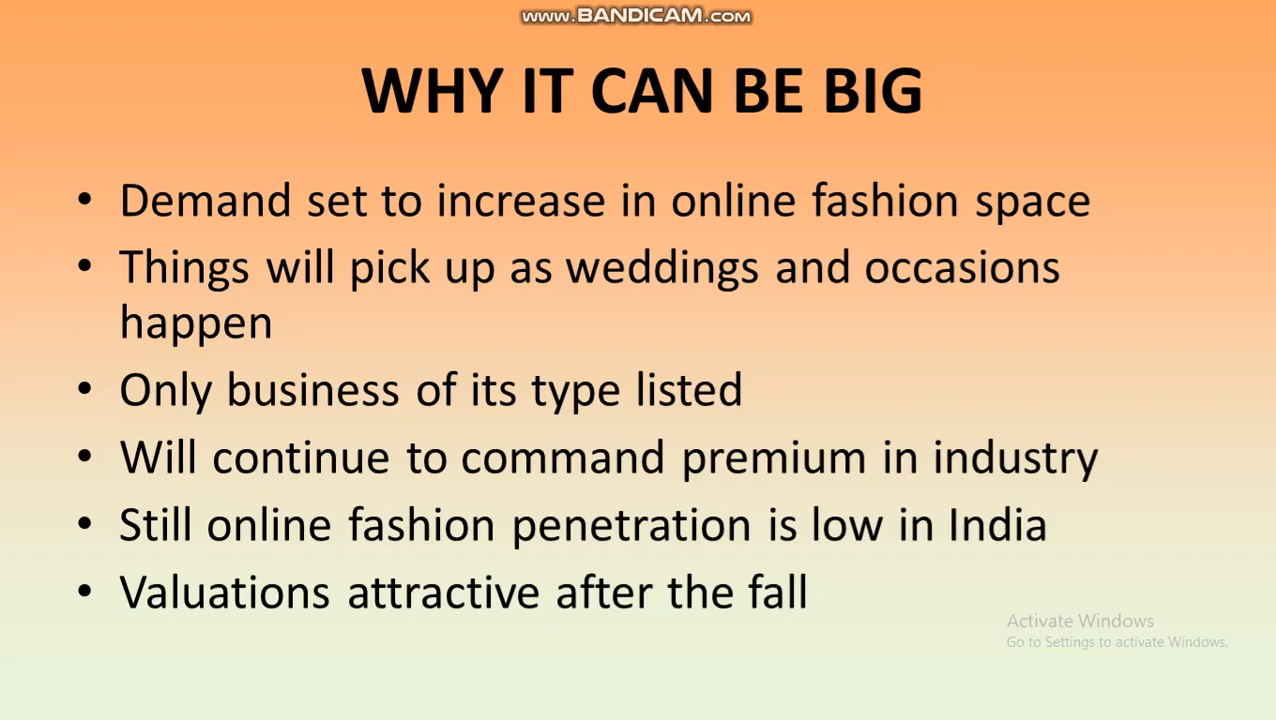 www.BANDICAM.com
WHY IT CAN BE BIG
• Demand set to increase in online fashion space
• Things will pick up as weddings and occasions
happen
• Only business of its type listed
• Will continue to command premium in industry
• Still online fashion penetration is low in India
• Valuations attractive after the fall
Activate Windows
Go to Settings to activate Windows.